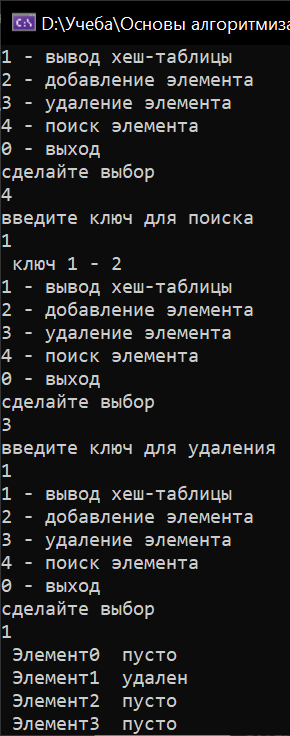 C:\ D:\Учеба\Основы алгоритмиза
1 - вывод хеш-таблицы
2 - добавление элемента
3 - удаление элемента
4 - поиск элемента
0 - выход
сделайте выбор
4
введите ключ для поиска
1
 ключ 1 - 2
1 - вывод хеш-таблицы
2 - добавление элемента
3 - удаление элемента
4 - поиск элемента
0 - выход
сделайте выбор
3
введите ключ для удаления
1
1 - вывод хеш-таблицы
2 - добавление элемента
3 - удаление элемента
4 - поиск элемента
0 - выход
сделайте выбор
1
 Элемент0  пусто
 Элемент1  удален
 Элемент2  пусто
 Элемент3  пусто